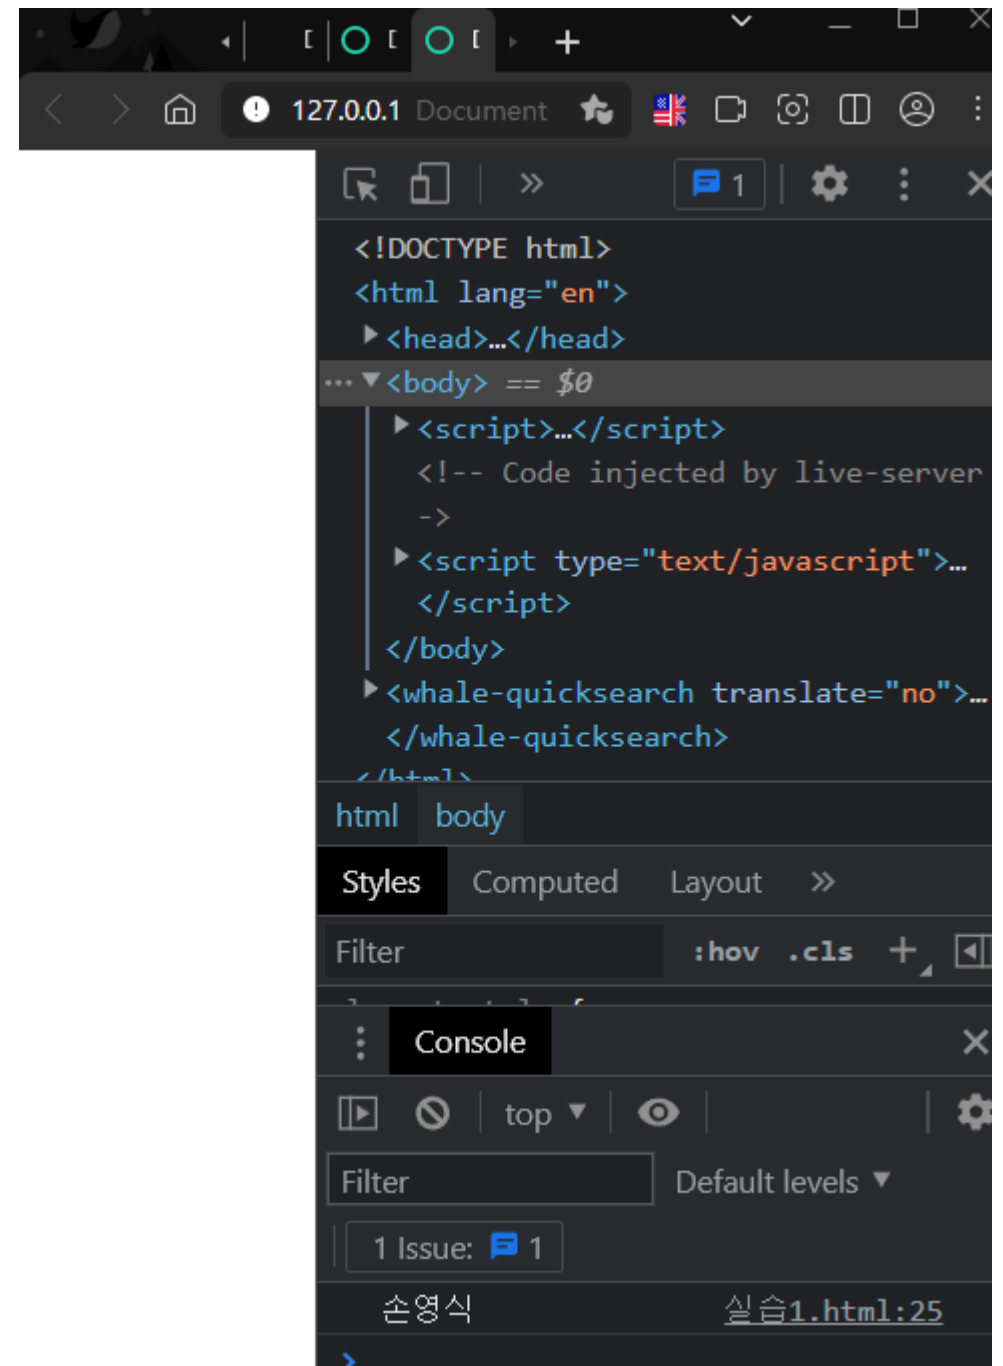 127.0.0.1 Document
1
<!DOCTYPE html>
<html lang="en">
<head>…</head>
<body> == $0
<script>…</script>
<!-- Code injected by live-server
->
<script type="text/javascript">…
</script>
</body>
<whale-quicksearch translate="no">…
</whale-quicksearch>
</html>
html body
Styles Computed Layout
Filter :hov .cls
Console
top
Filter Default levels
1 Issue: 1
손영식 실습1.html:25